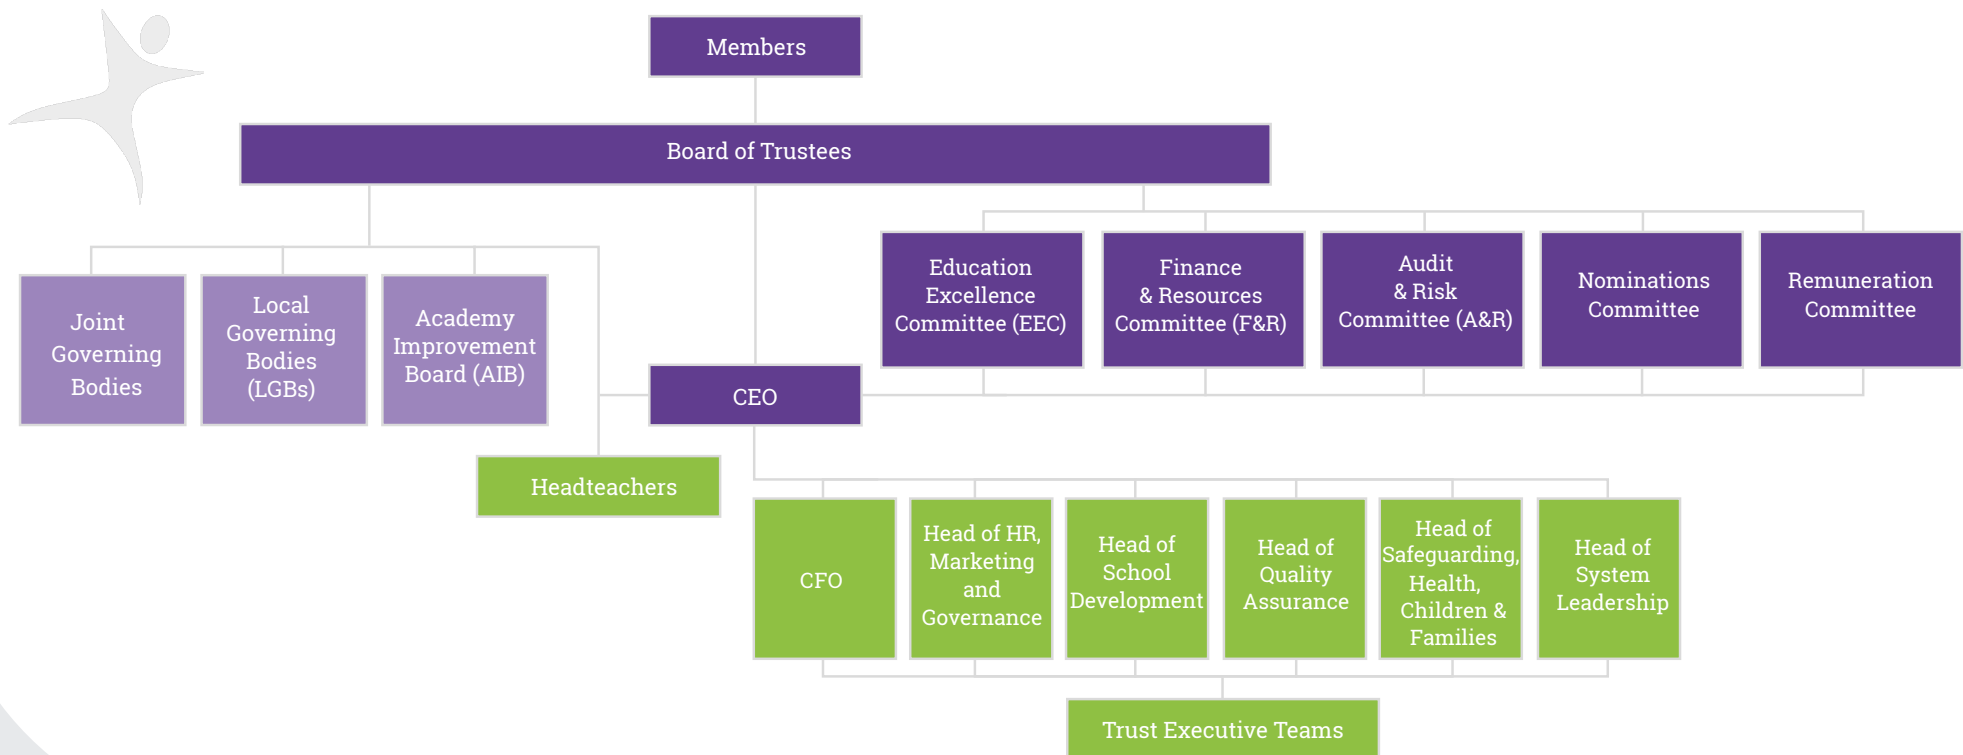 Members
Board of Trustees
Joint
Governing
Bodies
Local
Governing
Bodies
(LGBs)
Academy
Improvement
Board (AIB)
Education
Excellence
Committee (EEC)
Finance
& Resources
Committee (F&R)
Audit
& Risk
Committee (A&R)
Nominations
Committee
Remuneration
Committee
CEO
Headteachers
CFO
Head of HR,
Marketing
and
Governance
Head of
School
Development
Head of
Quality
Assurance
Head of
Safeguarding,
Health,
Children &
Families
Head of
System
Leadership
Trust Executive Teams